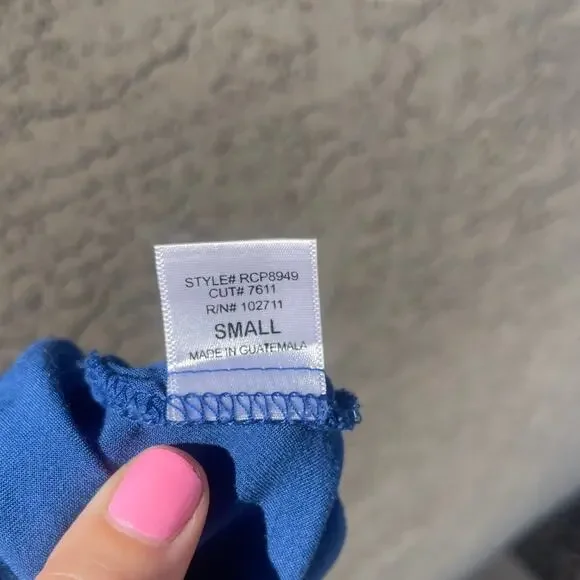 STYLE# RCP8949
CUT# 7611
R/N# 102711
SMALL
MADE IN GUATEMALA